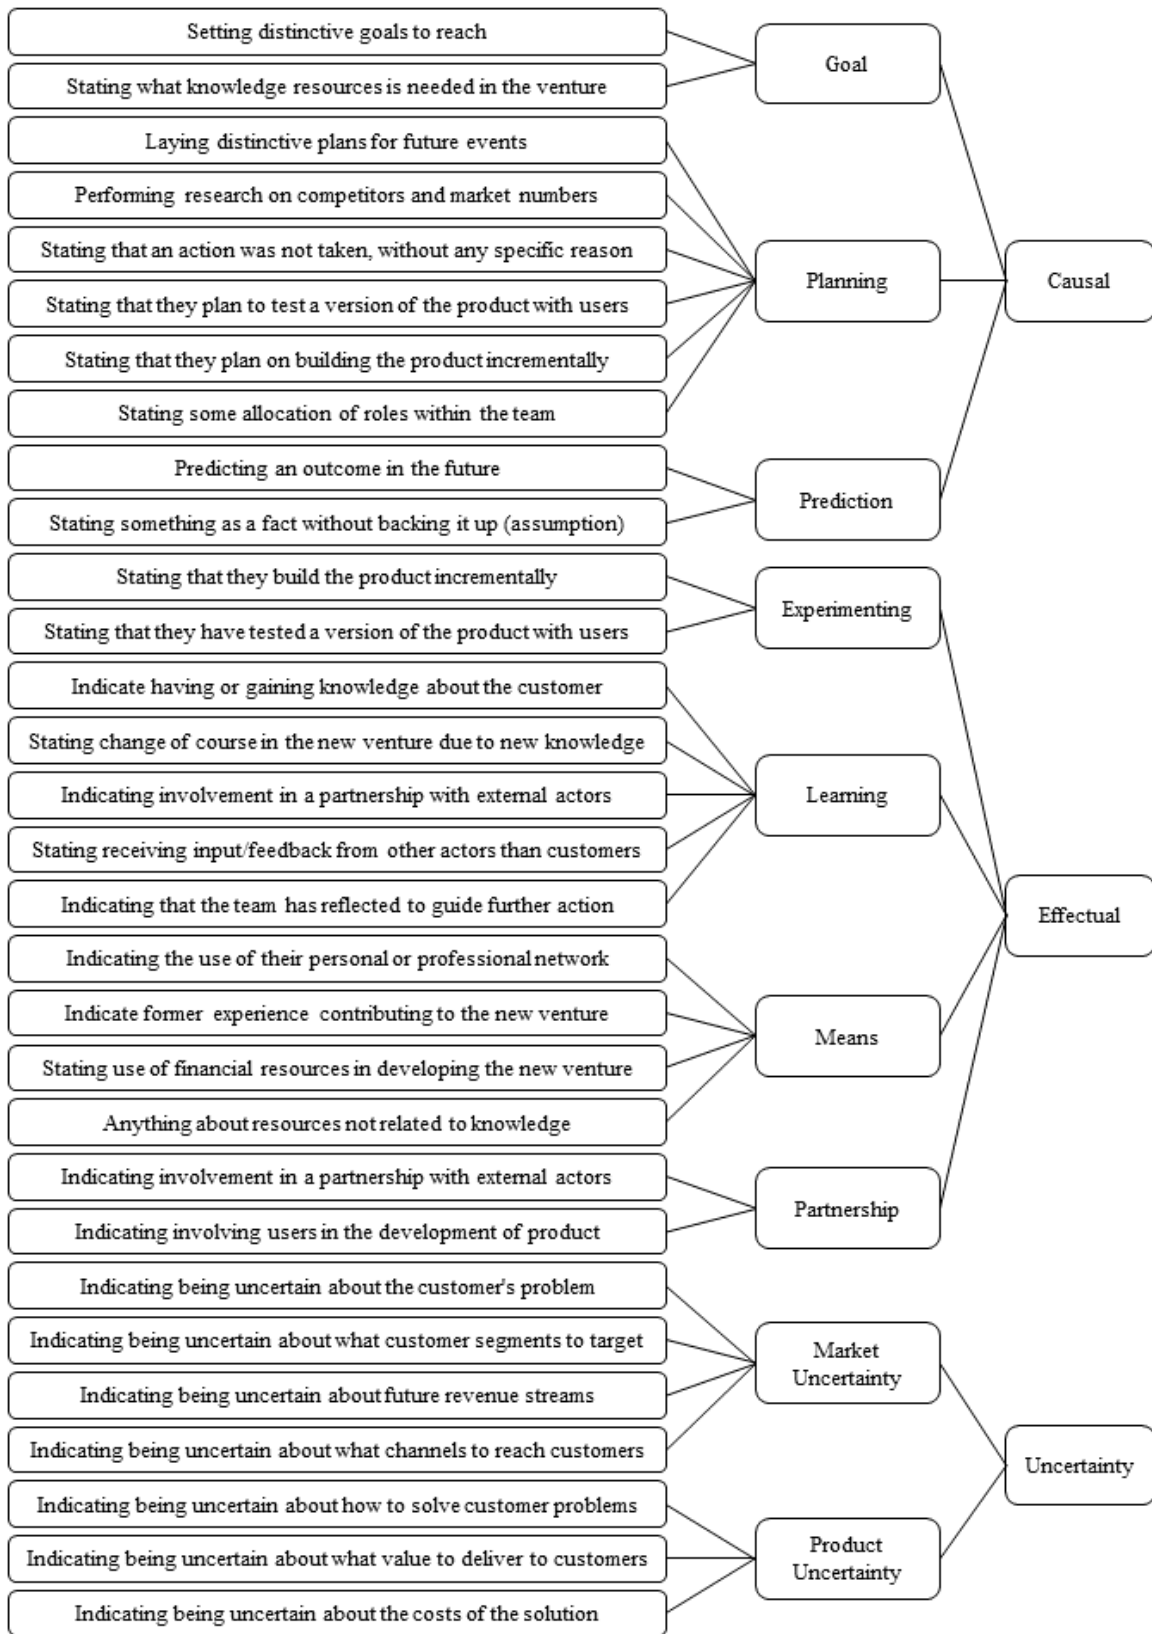 Setting distinctive goals to reach
Stating what knowledge resources is needed in the venture
Laying distinctive plans for future events
Performing research on competitors and market numbers
Stating that an action was not taken, without any specific reason
Stating that they plan to test a version of the product with users
Stating that they plan on building the product incrementally
Stating some allocation of roles within the team
Predicting an outcome in the future
Stating something as a fact without backing it up (assumption)
Stating that they build the product incrementally
Stating that they have tested a version of the product with users
Indicate having or gaining knowledge about the customer
Stating change of course in the new venture due to new knowledge
Indicating involvement in a partnership with external actors
Stating receiving input/feedback from other actors than customers
Indicating that the team has reflected to guide further action
Indicating the use of their personal or professional network
Indicate former experience contributing to the new venture
Stating use of financial resources in developing the new venture
Anything about resources not related to knowledge
Indicating involvement in a partnership with external actors
Indicating involving users in the development of product
Indicating being uncertain about the customer's problem
Indicating being uncertain about what customer segments to target
Indicating being uncertain about future revenue streams
Indicating being uncertain about what channels to reach customers
Indicating being uncertain about how to solve customer problems
Indicating being uncertain about what value to deliver to customers
Indicating being uncertain about the costs of the solution
Goal
Planning
Prediction
Experimenting
Learning
Means
Partnership
Market
Uncertainty
Product
Uncertainty
Causal
Effectual
Uncertainty